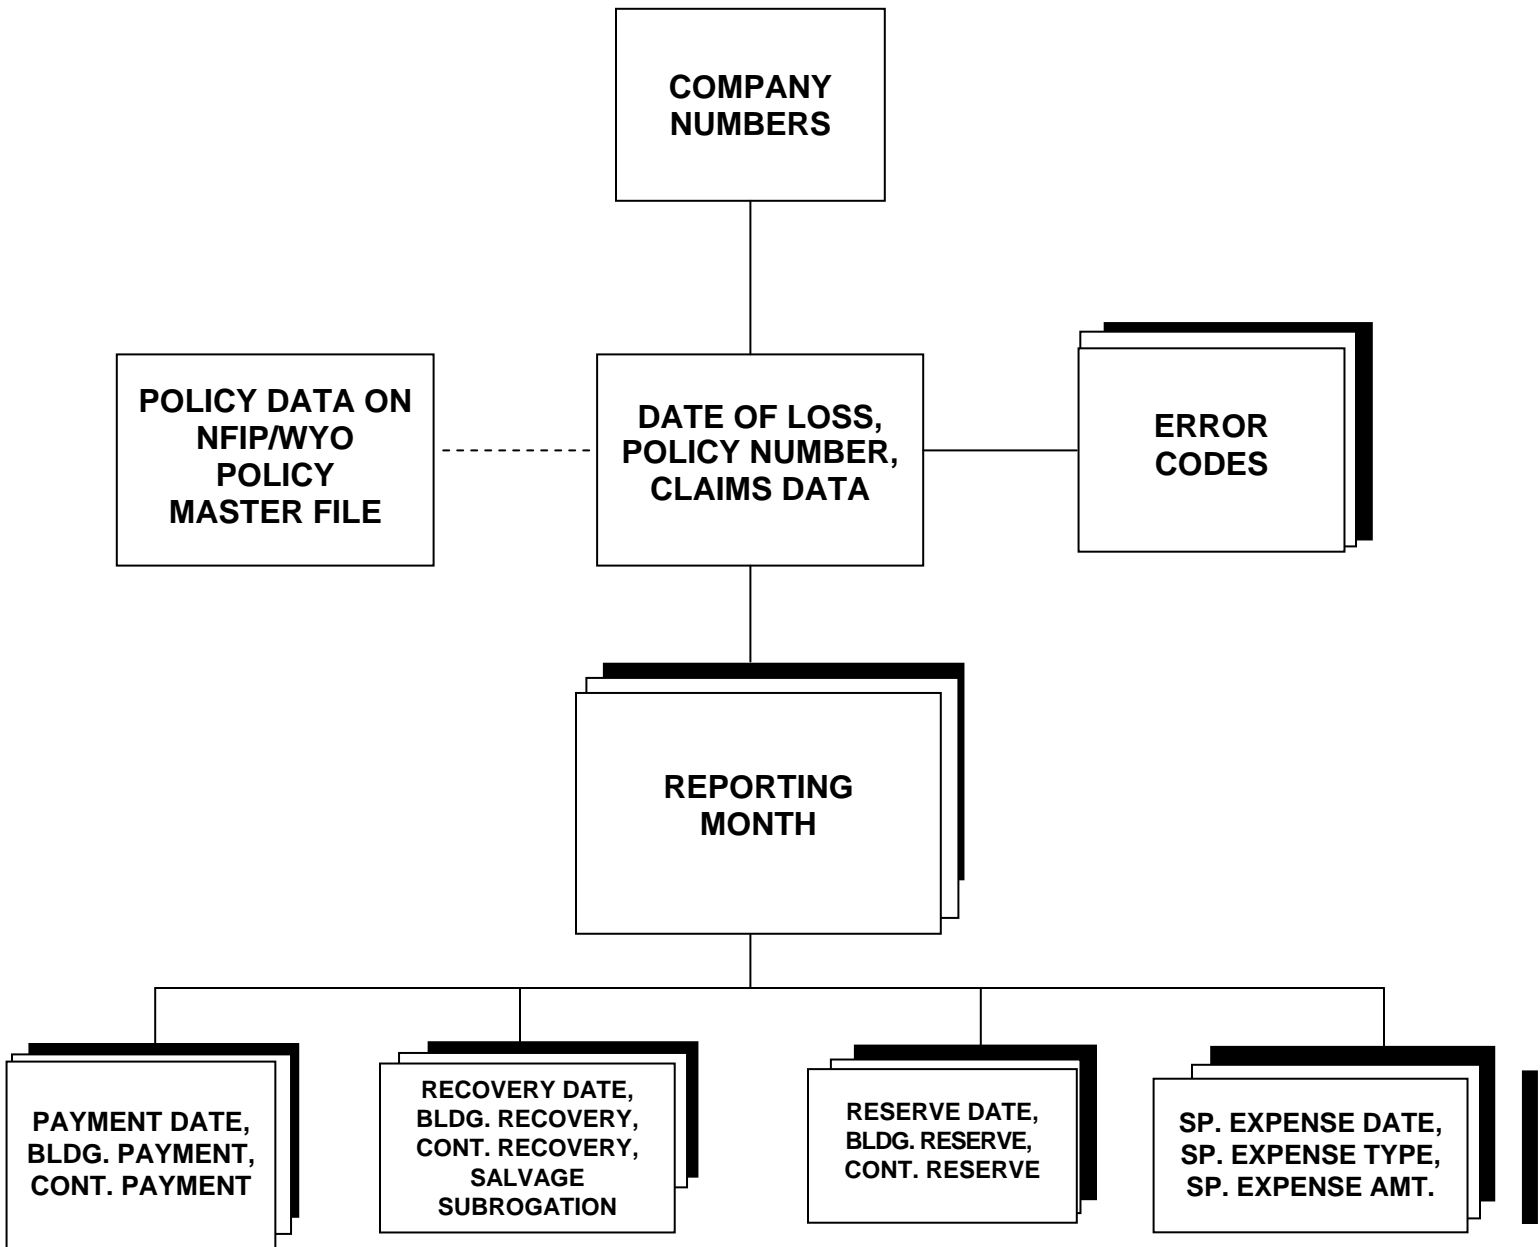 COMPANY
NUMBERS
POLICY DATA ON
NFIP/WYO
POLICY
MASTER FILE
DATE OF LOSS,
POLICY NUMBER,
CLAIMS DATA
ERROR
CODES
REPORTING
MONTH
PAYMENT DATE,
BLDG. PAYMENT,
CONT. PAYMENT
RECOVERY DATE,
BLDG. RECOVERY,
CONT. RECOVERY,
SALVAGE
SUBROGATION
RESERVE DATE,
BLDG. RESERVE,
CONT. RESERVE
SP. EXPENSE DATE,
SP. EXPENSE TYPE,
SP. EXPENSE AMT.